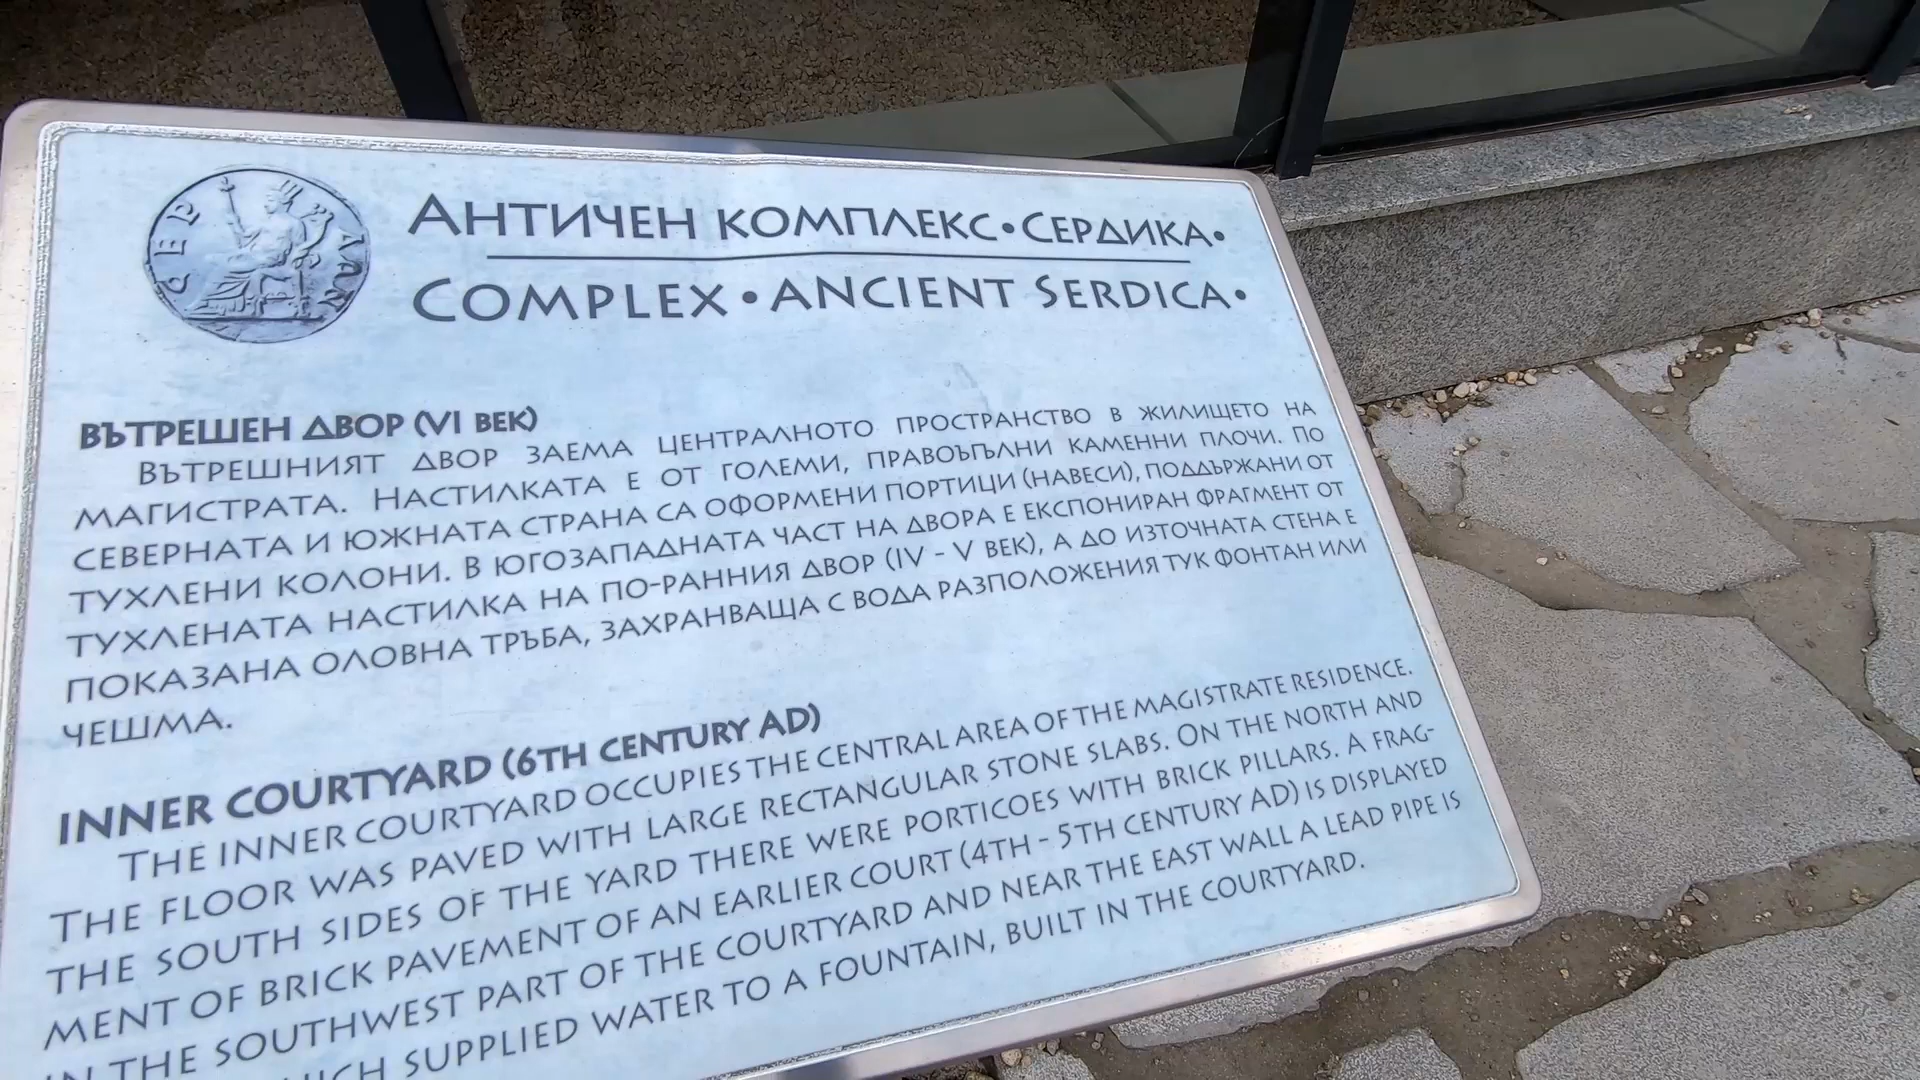 СЕР ΔΙΑ
АНТИЧЕН КОМПЛЕКС•СЕРДИКА•
COMPLEX•ANCIENT SERDICA•
ВЪТРЕШЕН ДВОР (VI ВЕК)
ВЪТРЕШНИЯТ ДВОР ЗАЕМА ЦЕНТРАЛНОТО ПРОСТРАНСТВО В ЖИЛИЩЕТО НА
МАГИСТРАТА. НАСТИЛКАТА Е ОТ ГОЛЕМИ, ПРАВОЪГЪЛНИ КАМЕННИ ПЛОЧИ. ПО
СЕВЕРНАТА И ЮЖНАТА СТРАНА СА ОФОРМЕНИ ПОРТИЦИ (НАВЕСИ), ПОДДЪРЖАНИ ОТ
ТУХЛЕНИ КОЛОНИ. В ЮГОЗАПАДНАТА ЧАСТ НА ДВОРА Е ЕКСПОНИРАН ФРАГМЕНТ ОТ
ТУХЛЕНАТА НАСТИЛКА НА ПО-РАННИЯ ДВОР (IV - V ВЕК), А ДО ИЗТОЧНАТА СТЕНА Е
ПОКАЗАНА ОЛОВНА ТРЪБА, ЗАХРАНВАЩА С ВОДА РАЗПОЛОЖЕНИЯ ТУК ФОНТАН ИЛИ
ЧЕШМА.
INNER COURTYARD (6TH CENTURY AD)
THE INNER COURTYARD OCCUPIES THE CENTRAL AREA OF THE MAGISTRATE RESIDENCE.
THE FLOOR WAS PAVED WITH LARGE RECTANGULAR STONE SLABS. ON THE NORTH AND
THE SOUTH SIDES OF THE YARD THERE WERE PORTICOES WITH BRICK PILLARS. A FRAG-
MENT OF BRICK PAVEMENT OF AN EARLIER COURT (4TH - 5TH CENTURY AD) IS DISPLAYED
IN THE SOUTHWEST PART OF THE COURTYARD AND NEAR THE EAST WALL A LEAD PIPE IS
SUPPLIED WATER TO A FOUNTAIN, BUILT IN THE COURTYARD.